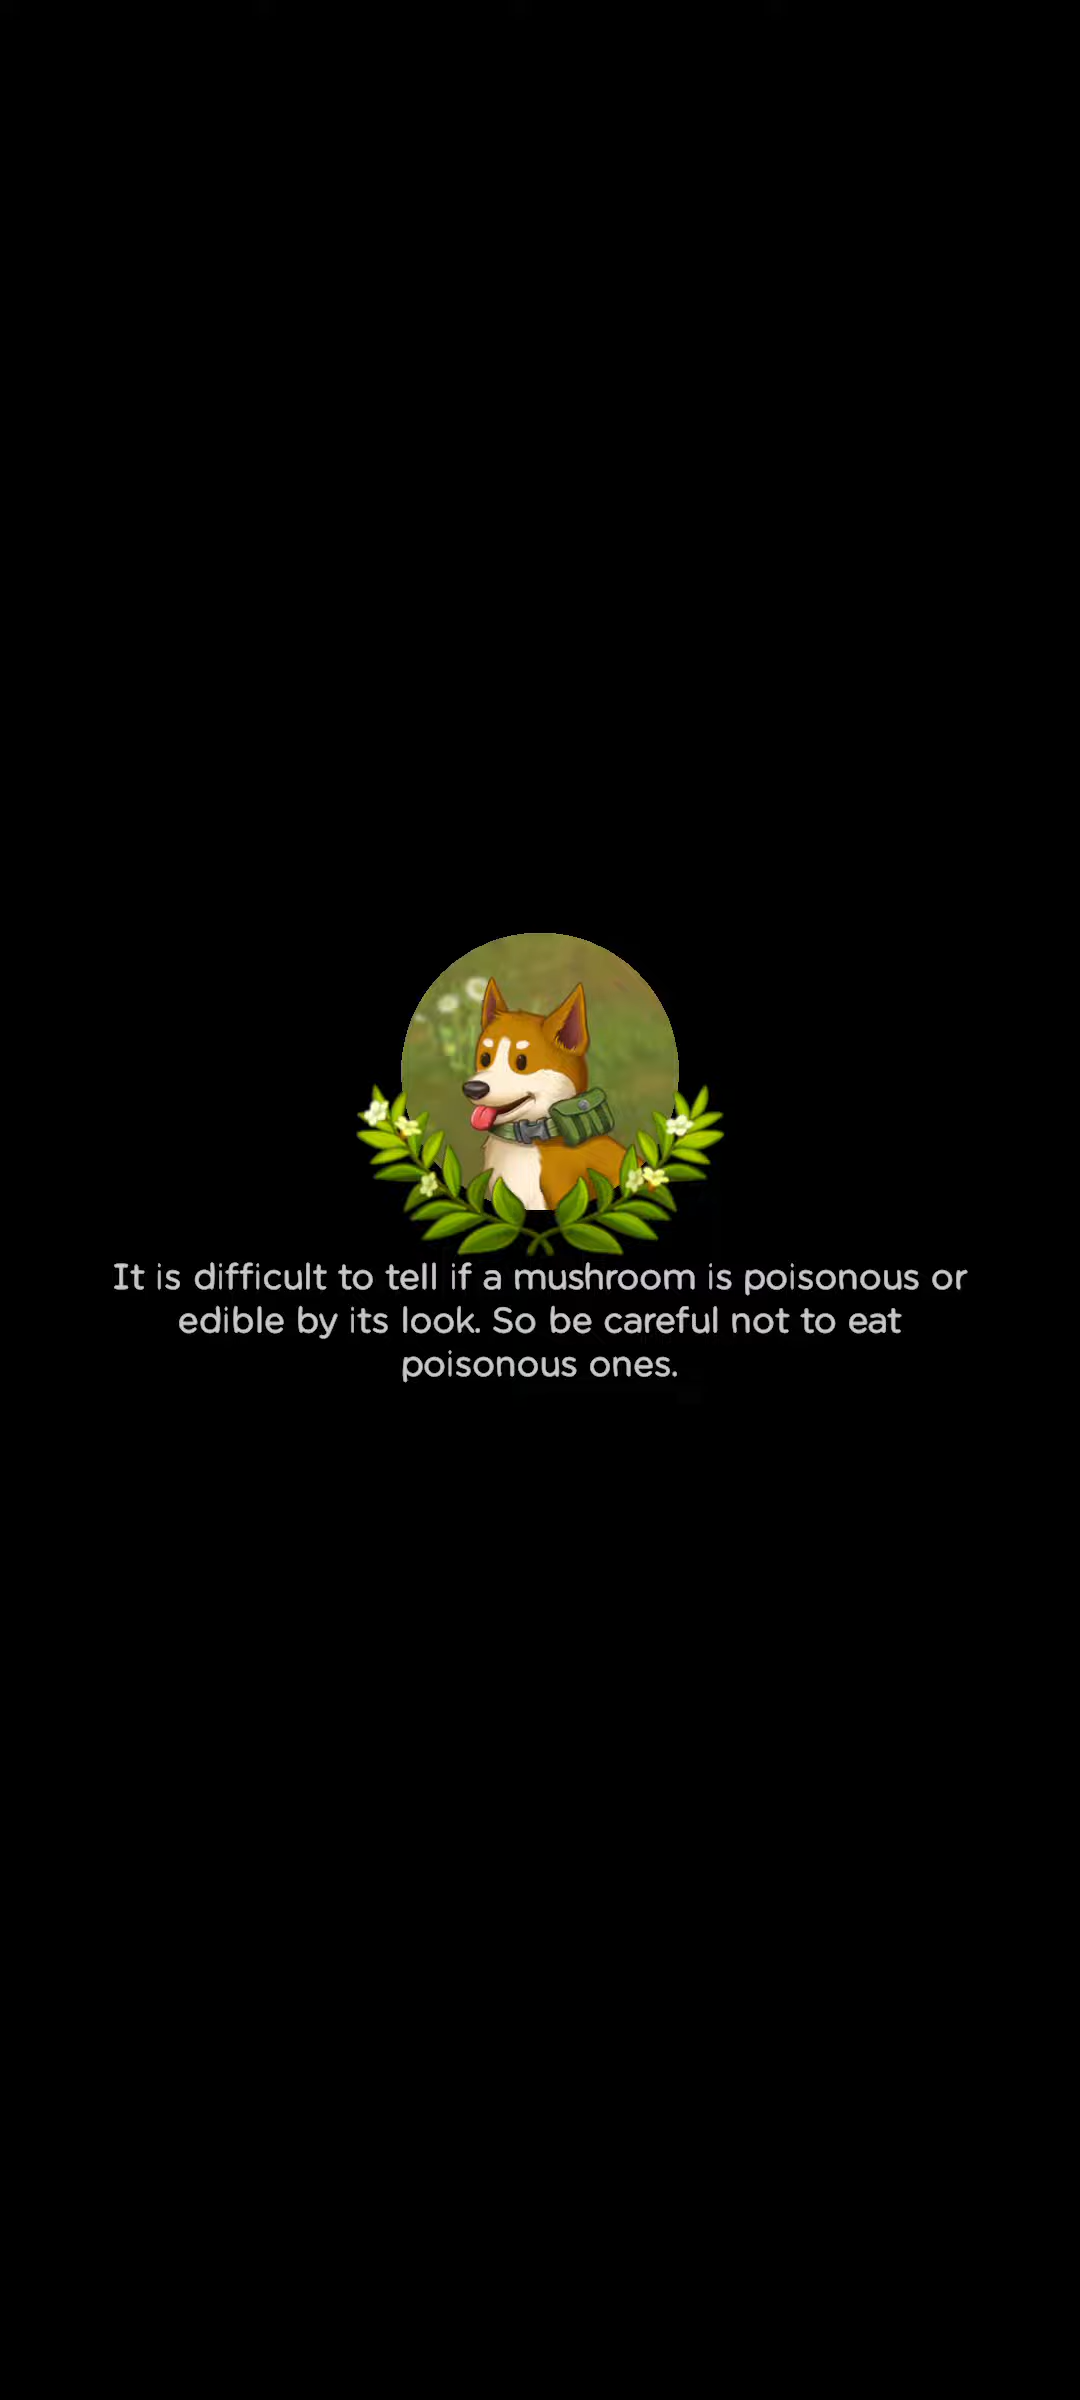 It is difficult to tell if a mushroom is poisonous or
edible by its look. So be careful not to eat
poisonous ones.